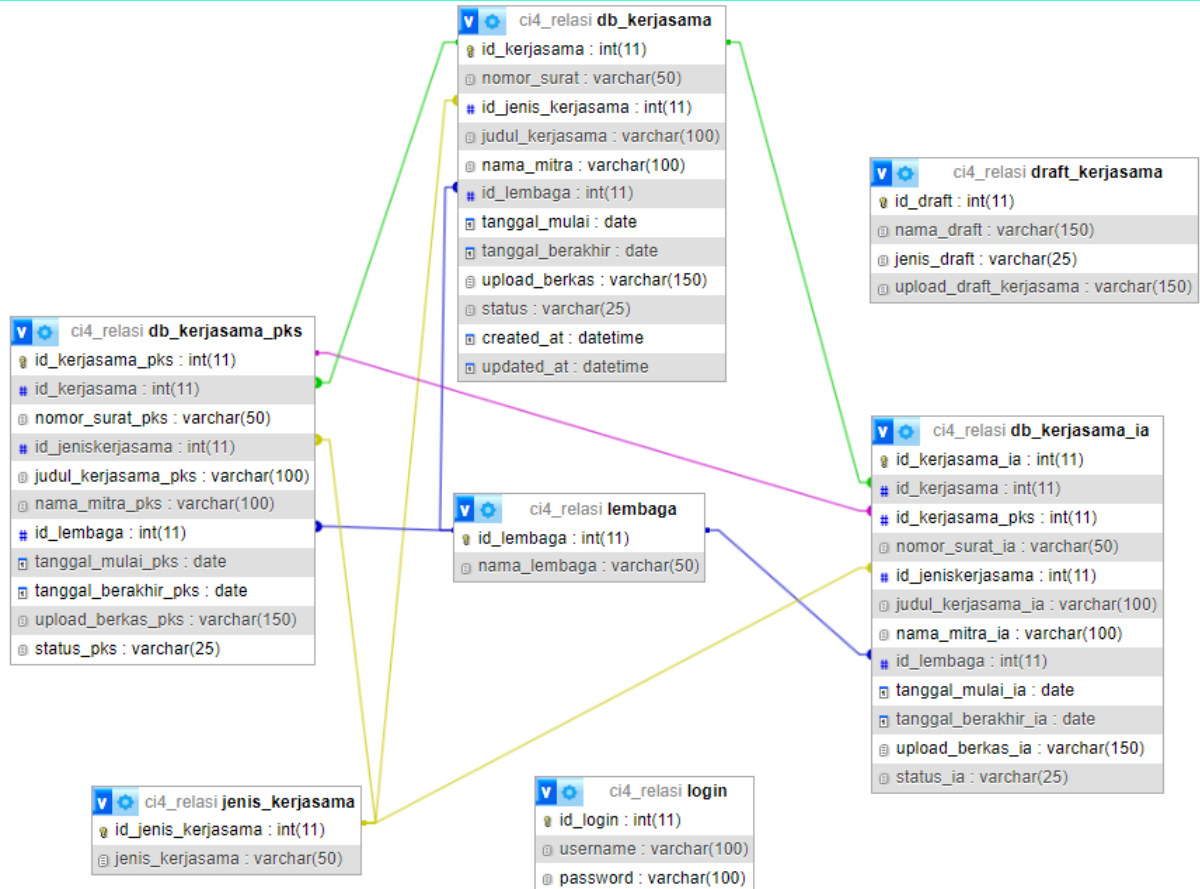 ci4_relasi db_kerjasama
id_kerjasama : int(11)
nomor_surat : varchar(50)
id_jenis_kerjasama : int(11)
judul_kerjasama : varchar(100)
nama_mitra : varchar(100)
id_lembaga : int(11)
tanggal_mulai : date
tanggal_berakhir : date
upload_berkas : varchar(150)
status : varchar(25)
created_at : datetime
updated_at : datetime
ci4_relasi draft_kerjasama
id_draft : int(11)
nama_draft : varchar(150)
jenis_draft : varchar(25)
upload_draft_kerjasama : varchar(150)
ci4_relasi db_kerjasama_pks
id_kerjasama_pks : int(11)
id_kerjasama : int(11)
nomor_surat_pks : varchar(50)
id_jeniskerjasama : int(11)
judul_kerjasama_pks : varchar(100)
nama_mitra_pks : varchar(100)
id_lembaga : int(11)
tanggal_mulai_pks : date
tanggal_berakhir_pks : date
upload_berkas_pks : varchar(150)
status_pks : varchar(25)
ci4_relasi lembaga
id_lembaga : int(11)
nama_lembaga : varchar(50)
ci4_relasi db_kerjasama_ia
id_kerjasama_ia : int(11)
id_kerjasama : int(11)
id_kerjasama_pks : int(11)
nomor_surat_ia : varchar(50)
id_jeniskerjasama : int(11)
judul_kerjasama_ia : varchar(100)
nama_mitra_ia : varchar(100)
id_lembaga : int(11)
tanggal_mulai_ia : date
tanggal_berakhir_ia : date
upload_berkas_ia : varchar(150)
status_ia : varchar(25)
ci4_relasi jenis_kerjasama
id_jenis_kerjasama : int(11)
jenis_kerjasama : varchar(50)
ci4_relasi login
id_login : int(11)
username : varchar(100)
password : varchar(100)